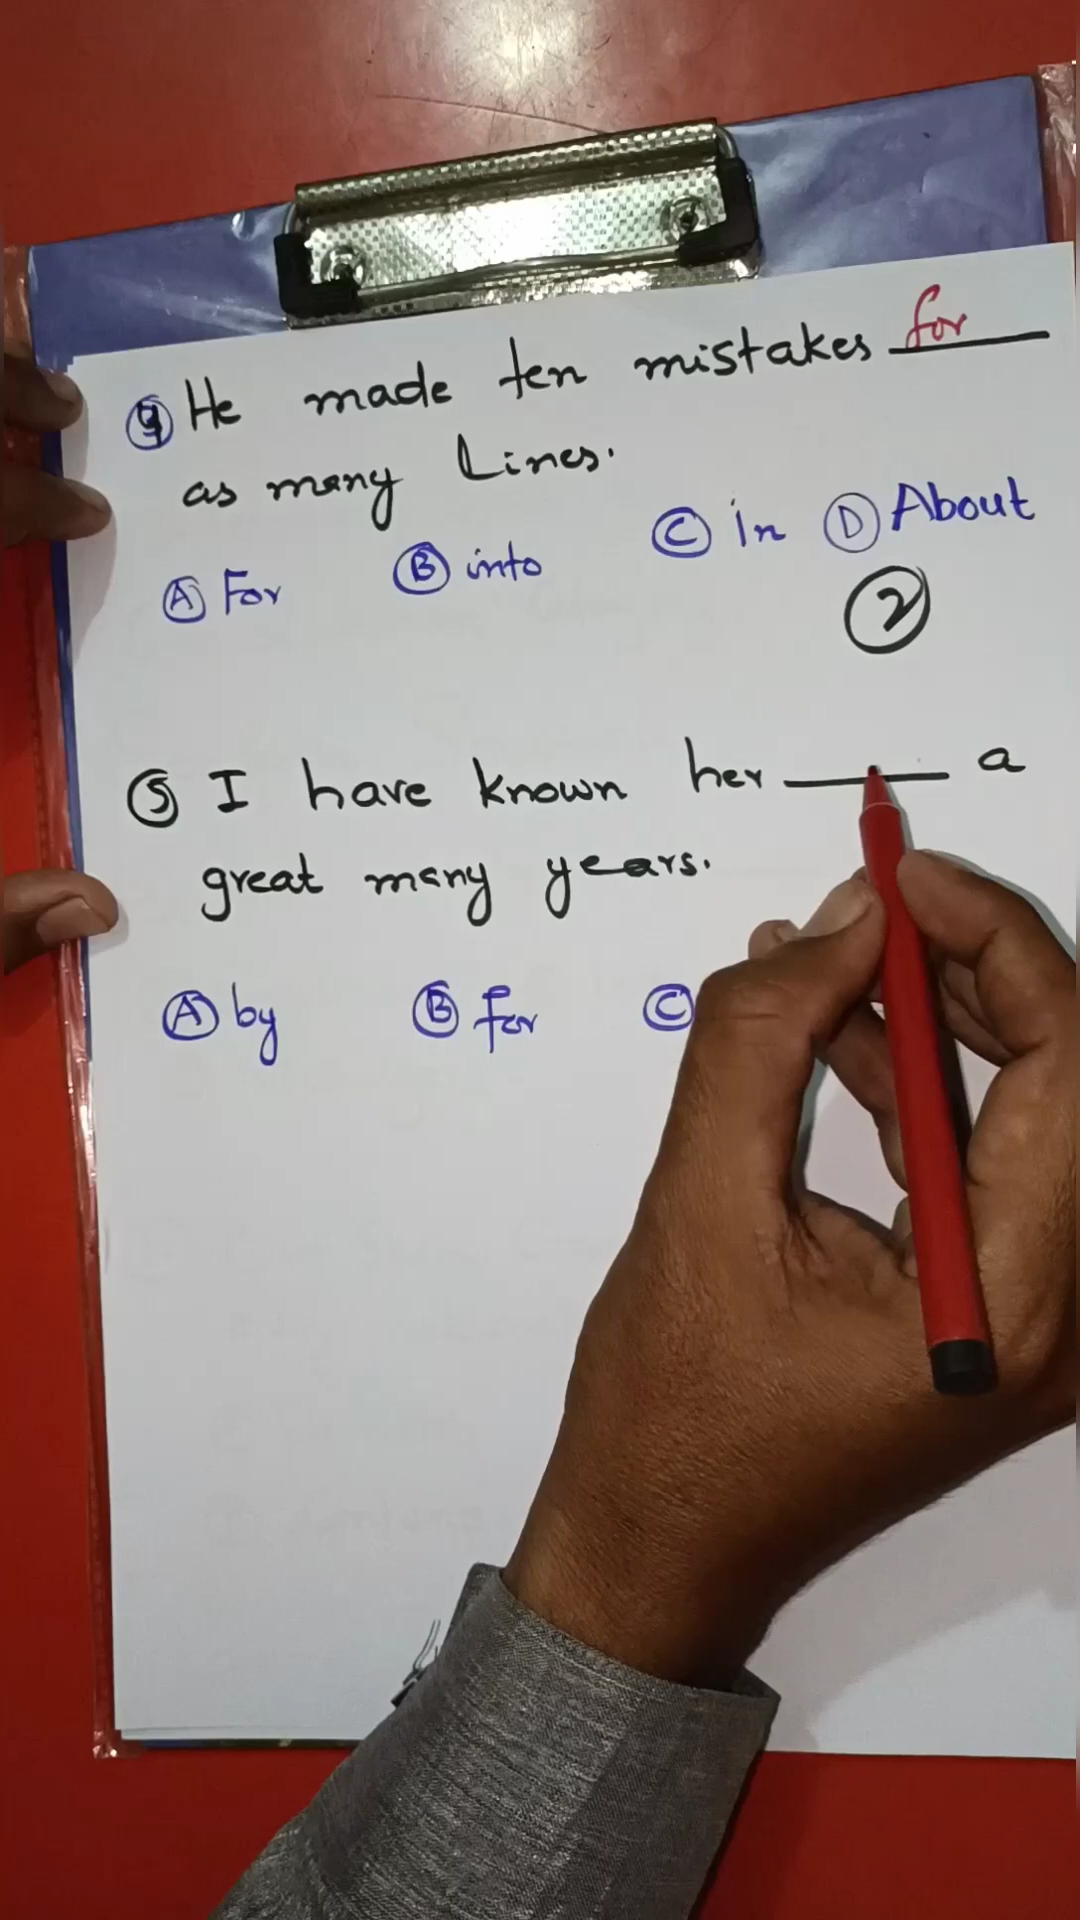 4 He made ten mistakes for
as many Lines.
A For B into C in D About
2
5 I have known her ____ a
great many years.
A by B for C